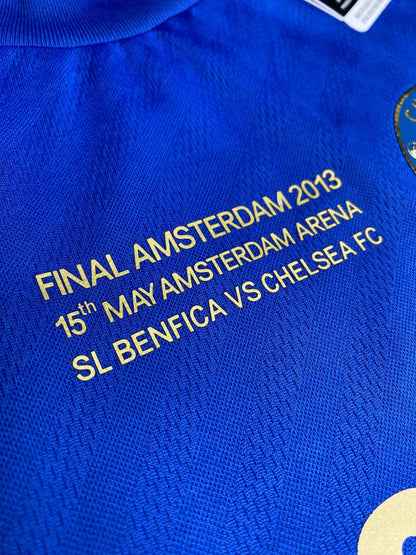 FINAL AMSTERDAM 2013
15th MAY AMSTERDAM ARENA
SL BENFICA VS CHELSEA FC